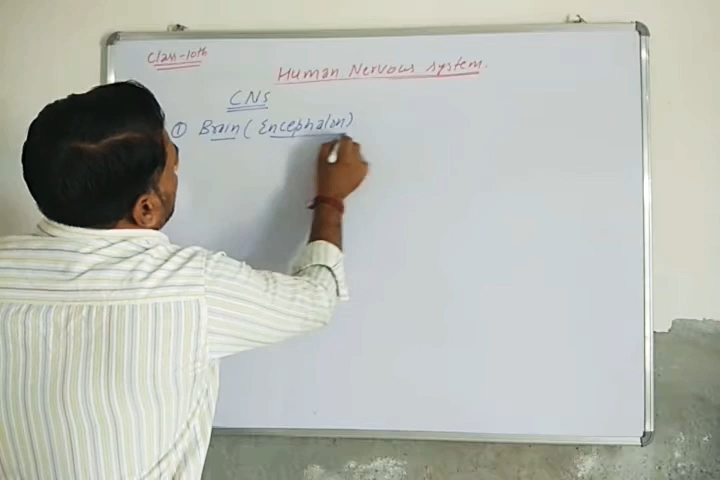 Class-10th
Human Nervous system.
CNS
① Brain (Encephalon)